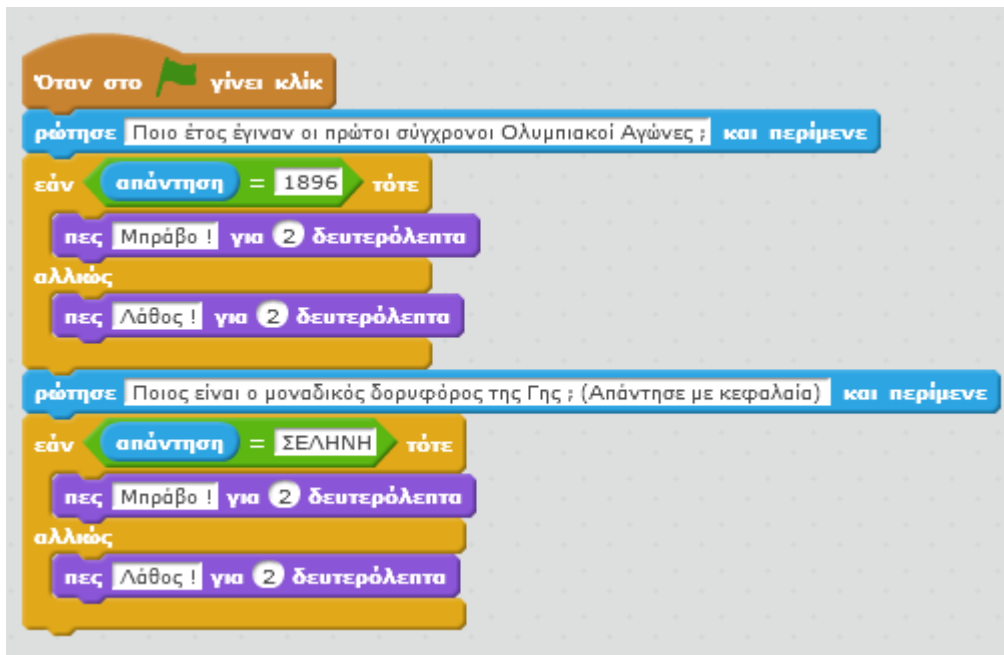 Όταν στο γίνει κλίκ
ρώτησε Ποιο έτος έγιναν οι πρώτοι σύγχρονοι Ολυμπιακοί Αγώνες ; και περίμενε
εάν απάντηση = 1896 τότε
πες Μπράβο ! για 2 δευτερόλεπτα
αλλιώς
πες Λάθος ! για 2 δευτερόλεπτα
ρώτησε Ποιος είναι ο μοναδικός δορυφόρος της Γης ; (Απάντησε με κεφαλαία) και περίμενε
εάν απάντηση = ΣΕΛΗΝΗ τότε
πες Μπράβο ! για 2 δευτερόλεπτα
αλλιώς
πες Λάθος ! για 2 δευτερόλεπτα